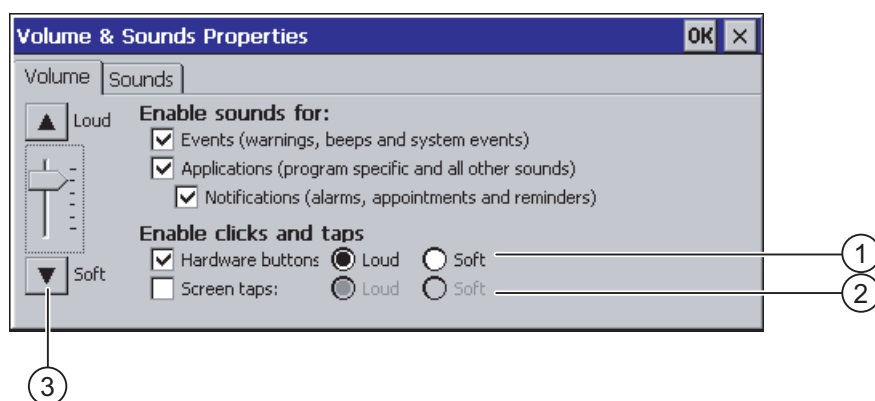 Volume & Sounds Properties OK ×
Volume Sounds
Loud
Enable sounds for:
Events (warnings, beeps and system events)
Applications (program specific and all other sounds)
Notifications (alarms, appointments and reminders)
Enable clicks and taps
Hardware buttons Loud Soft 1
Soft
Screen taps: Loud Soft 2
3